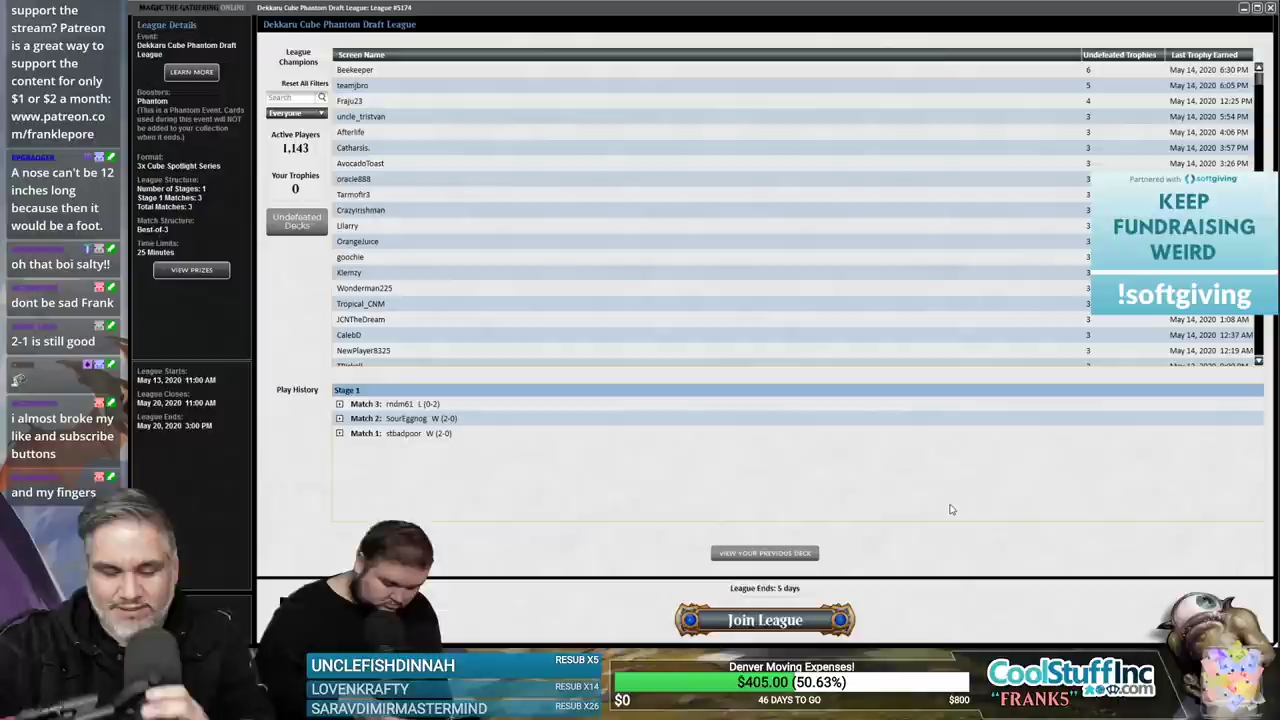 support the
stream? Patreon
is a great way to
support the
content for only
$1 or $2 a month:
patreon.co
m/franklepore
RPGBADGER
A rose can't be 12
inches long
because then it
would be a foot.
oh that boi salty!!
dont be sad Frank
2-1 is still good
i almost broke my
like and subscribe
buttons
and my fingers
MAGIC THE GATHERING ONLINE
League Details
Event:
Dekkaru Cube Phantom Draft
League
LEARN MORE
Boosters:
Phantom
(This is a Phantom Event. Cards
used during this event will NOT
be added to your collection
when it ends.)
Format:
3x Cube Spotlight Series
League Structure:
Number of Stages: 1
Stage 1 Matches: 3
Total Matches: 3
Match Structure:
Best-of-3
Time Limits:
25 Minutes
VIEW PRIZES
League Starts:
May 13, 2020 11:00 AM
League Closes:
May 20, 2020 11:00 AM
League Ends:
May 20, 2020 3:00 PM
Dekkaru Cube Phantom Draft League: League #5174
Dekkaru Cube Phantom Draft League
League
Champions
Reset All Filters
Search
Everyone
Active Players
1,143
Your Trophies
0
Undefeated
Decks
Screen Name Undefeated Trophies Last Trophy Earned
Beekeeper 6 May 14, 2020 6:30 PM
teamjbro 5 May 14, 2020 6:05 PM
Fraju23 4 May 14, 2020 12:25 PM
uncle_tristvan 3 May 14, 2020 5:54 PM
Afterlife 3 May 14, 2020 4:06 PM
Catharsis. 3 May 14, 2020 3:57 PM
AvocadoToast 3 May 14, 2020 3:26 PM
oracle888 3
Tarmofir3 3
Crazyirishman 3
Lilarry 3
OrangeJuice 3
goochie 3
Klemzy 3
Wonderman225 3
Tropical_CNM 3
JCNTheDream 3 May 14, 2020 1:08 AM
CalebD 3 May 14, 2020 12:37 AM
NewPlayer8325 3 May 14, 2020 12:19 AM
Partnered with softgiving
KEEP
FUNDRAISING
WEIRD
!softgiving
Play History
Stage 1
Match 3: rndm61 L (0-2)
Match 2: SourEggnog W (2-0)
Match 1: stbadpoor W (2-0)
VIEW YOUR PREVIOUS DECK
League Ends: 5 days
Join League
UNCLEFISHDINNAH RESUB X5
LOVENKRAFTY RESUB X14
SARAVDIMIRMASTERMIND RESUB X26
Denver Moving Expenses!
$405.00 (50.63%)
$0 46 DAYS TO GO $800
CoolStuffInc
.com
"FRANKS"